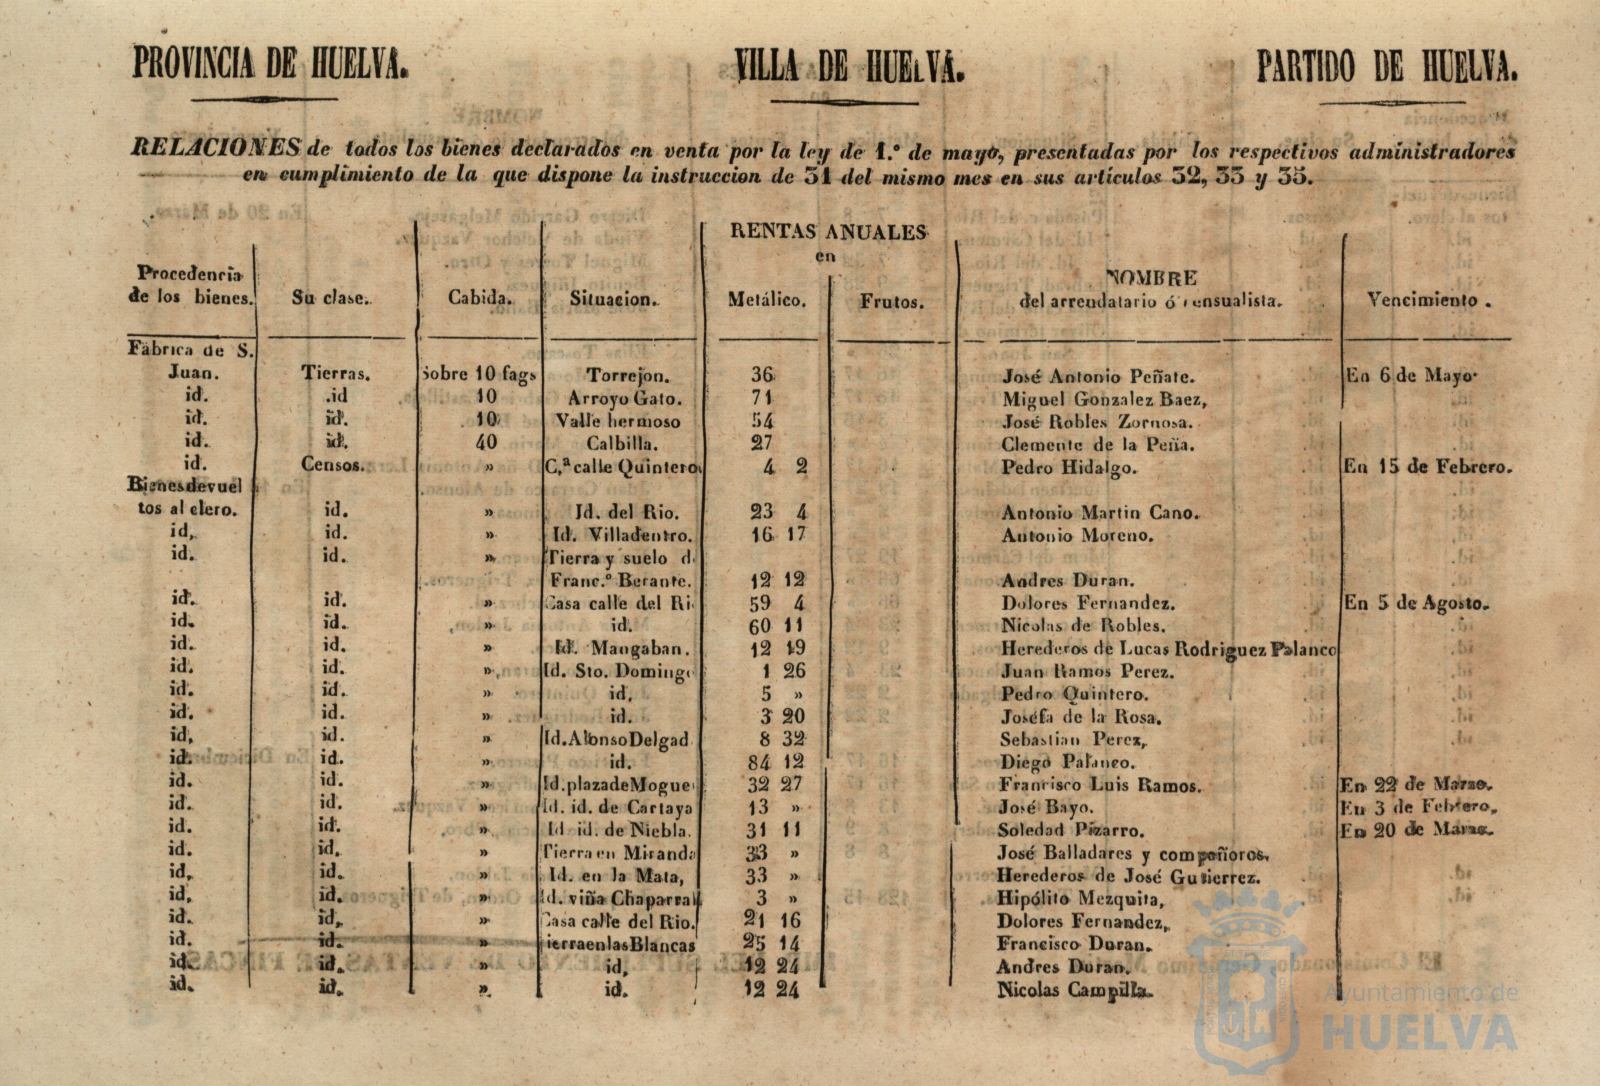 PROVINCIA DE HUELVA. VILLA DE HUELVA. PARTIDO DE HUELVA.
RELACIONES de todos los bienes declarados en venta por la ley de 1.º de mayo, presentadas por los respectivos administradores
en cumplimiento de la que dispone la instruccion de 31 del mismo mes en sus artículos 32, 33 y 35.
RENTAS ANUALES
en
Procedencia NOMBRE
de los bienes. Su clase. Cabida. Situacion. Metálico. Frutos. del arrendatario ó censualista. Vencimiento.
Fábrica de S.
Juan. Tierras. Sobre 10 fags Torrejon. 36 José Antonio Peñate. En 6 de Mayo.
id. .id 10 Arroyo Gato. 71 Miguel Gonzalez Baez,
id. id. 10 Valle hermoso 54 José Robles Zornosa.
id. id. 40 Calbilla. 27 Clemente de la Peña.
id. Censos. » C,ª calle Quintero 4 2 Pedro Hidalgo. En 15 de Febrero.
Bienes devuel
tos al clero. id. » Id. del Rio. 23 4 Antonio Martin Cano.
id, id. » Id. Villadentro. 16 17 Antonio Moreno.
id. id. » Tierra y suelo d
Franc.º Berante. 12 12 Andres Duran.
id. id. » Casa calle del Ri 59 4 Dolores Fernandez. En 5 de Agosto.
id. id. » id. 60 11 Nicolas de Robles.
id. id. » Id. Mangaban. 12 19 Herederos de Lucas Rodriguez Palanco
id. id. » Id. Sto. Domingo 1 26 Juan Ramos Perez.
id. id. » id, 5 » Pedro Quintero.
id. id. » id. 3 20 Joséfa de la Rosa.
id, id. » Id. Alonso Delgad 8 32 Sebastian Perez,
id. id. » id. 84 12 Diego Palanco.
id. id. » Id. plaza de Mogue 32 27 Francisco Luis Ramos. En 22 de Marzo.
id. id. » Id. id. de Cartaya 13 » José Bayo. En 3 de Febrero,
id. id. » Id id. de Niebla. 31 11 Soledad Pizarro. En 20 de Marzo.
id. id, » Tierra en Miranda 33 » José Balladares y compañoros,
id, id. » Id. en la Mata, 33 » Herederos de José Gutierrez.
id, id. » Id. viña Chaparral 3 » Hipólito Mezquita,
id. id, » Casa calle del Rio. 21 16 Dolores Fernandez,
id. id. » ierra en las Blancas 25 14 Francisco Duran.
id. id, » id, 12 24 Andres Duran.
id. id. » id. 12 24 Nicolas Campilla.
Ayuntamiento de
HUELVA